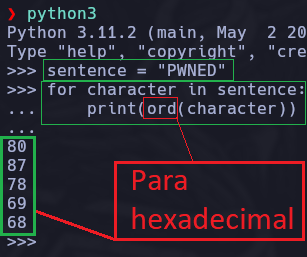 ❯ python3
Python 3.11.2 (main, May  2 20
Type "help", "copyright", "cre
>>> sentence = "PWNED"
>>> for character in sentence:
...     print(ord(character))
...
80
87
78
69
68
>>>
Para
hexadecimal